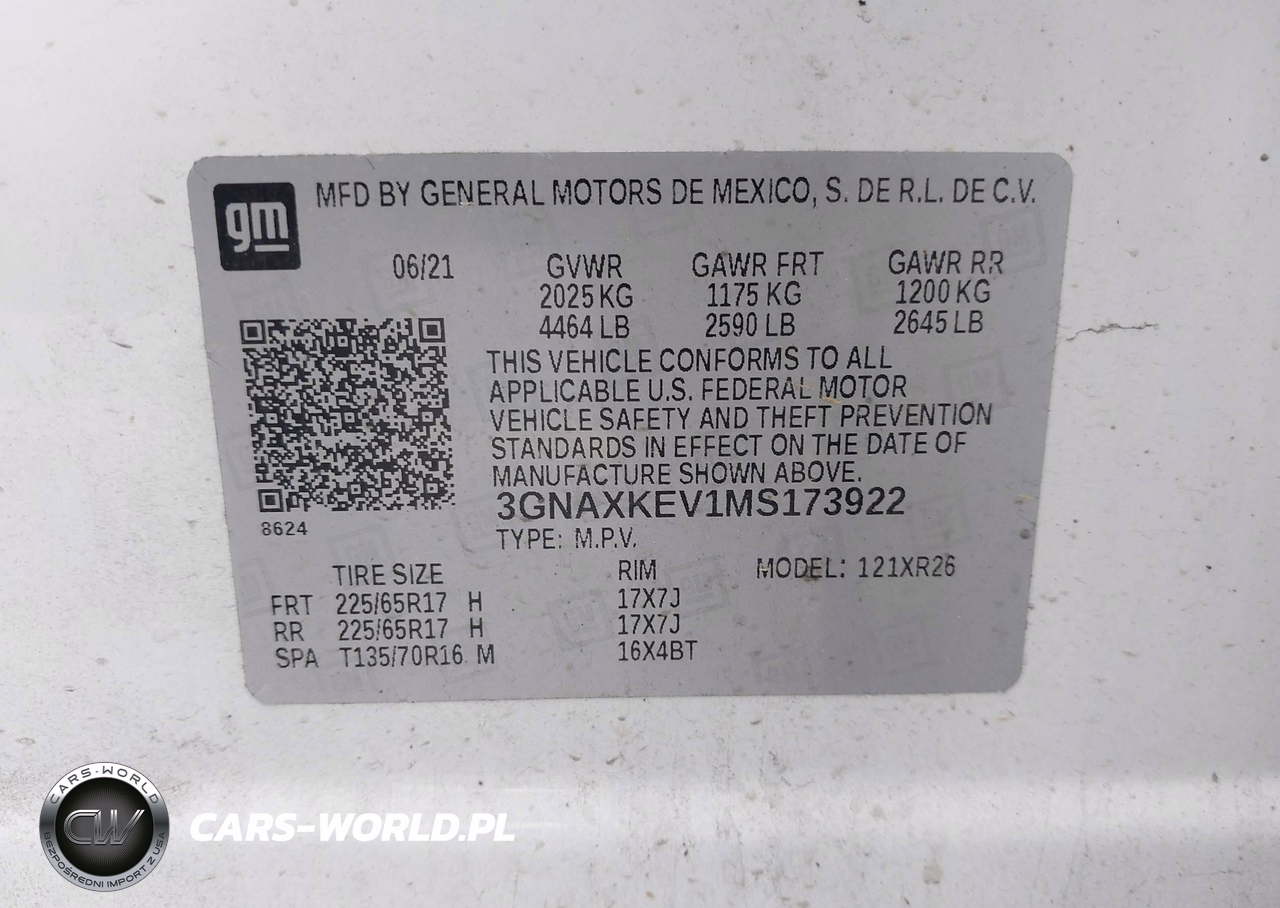 gm MFD BY GENERAL MOTORS DE MEXICO, S. DE R.L. DE C.V.
06/21 GVWR GAWR FRT GAWR RR
2025 KG 1175 KG 1200 KG
4464 LB 2590 LB 2645 LB
THIS VEHICLE CONFORMS TO ALL
APPLICABLE U.S. FEDERAL MOTOR
VEHICLE SAFETY AND THEFT PREVENTION
STANDARDS IN EFFECT ON THE DATE OF
MANUFACTURE SHOWN ABOVE.
3GNAXKEV1MS173922
8624
TYPE: M.P.V.
TIRE SIZE RIM MODEL: 121XR26
FRT 225/65R17 H 17X7J
RR 225/65R17 H 17X7J
SPA T135/70R16 M 16X4BT
CARS-WORLD
CW
BEZPOŚREDNI IMPORT Z USA
CARS-WORLD.PL